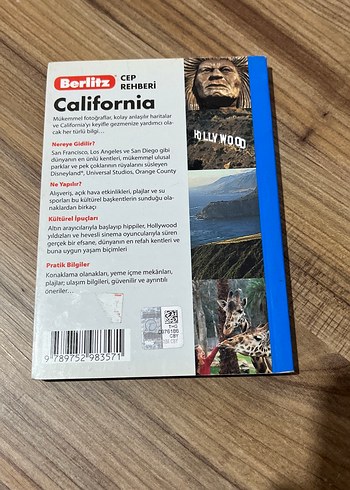 Berlitz CEP
REHBERİ
California
Mükemmel fotoğraflar, kolay anlaşılır haritalar
ve California'yı keyifle gezmenize yardımcı ola-
cak her türlü bilgi...
Nereye Gidilir?
San Francisco, Los Angeles ve San Diego gibi
dünyanın en ünlü kentleri, mükemmel ulusal
parklar ve pek çoklarının rüyalarını süsleyen
Disneyland®, Universal Studios, Orange County
Ne Yapılır?
Alışveriş, açık hava etkinlikleri, plajlar ve su
sporları bu kültürel başkentlerin sunduğu ola-
naklardan birkaçı
Kültürel İpuçları
Altın arayıcılarıyla başlayıp hippiler, Hollywood
yıldızları ve hevesli sinema oyuncularıyla süren
gerçek bir efsane, dünyanın en refah kentleri ve
buna uygun yaşam biçimleri
Pratik Bilgiler
Konaklama olanakları, yeme içme mekânları,
plajlar; ulaşım bilgileri, güvenilir ve ayrıntılı
öneriler...
HOLLYWOOD
9 789752 983571